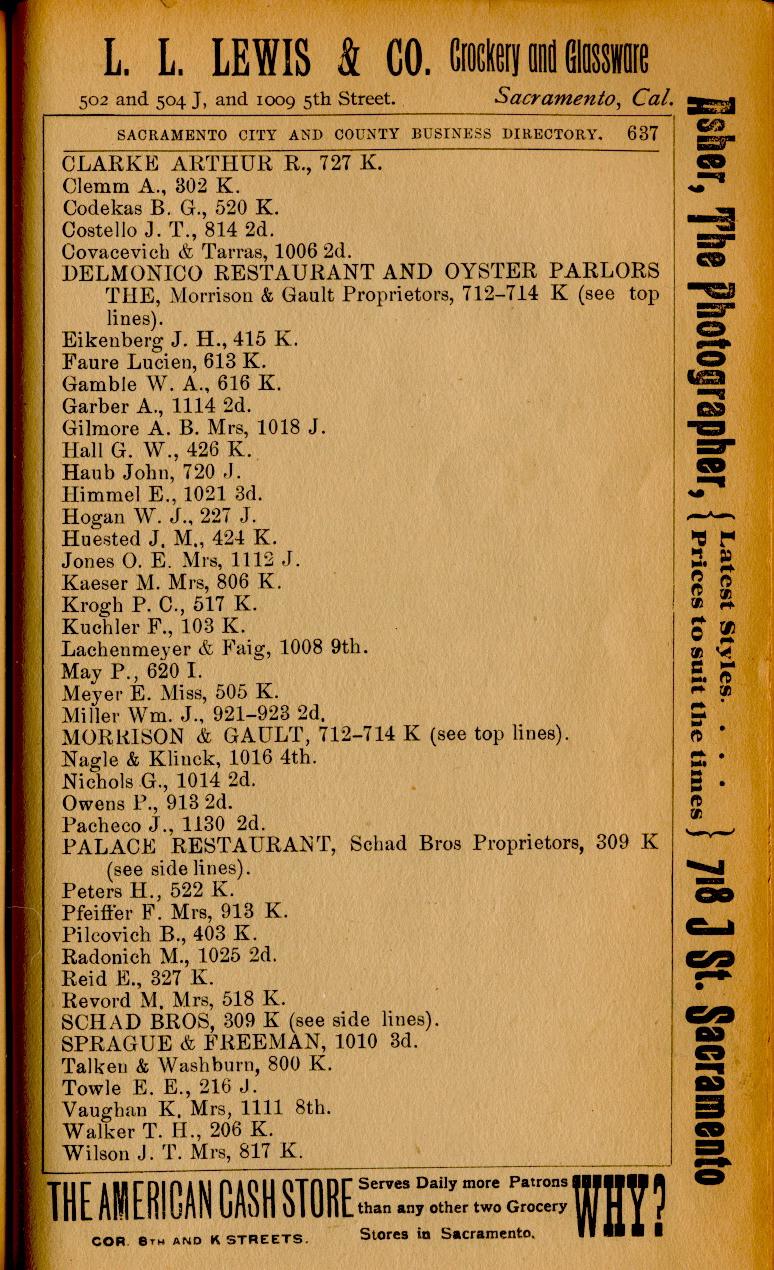 L. L. LEWIS & CO. Crockery and Glassware
502 and 504 J, and 1009 5th Street. Sacramento, Cal.
SACRAMENTO CITY AND COUNTY BUSINESS DIRECTORY. 637
CLARKE ARTHUR R., 727 K.
Clemm A., 302 K.
Codekas B. G., 520 K.
Costello J. T., 814 2d.
Covacevich & Tarras, 1006 2d.
DELMONICO RESTAURANT AND OYSTER PARLORS
THE, Morrison & Gault Proprietors, 712–714 K (see top
lines).
Eikenberg J. H., 415 K.
Faure Lucien, 613 K.
Gamble W. A., 616 K.
Garber A., 1114 2d.
Gilmore A. B. Mrs, 1018 J.
Hall G. W., 426 K.
Haub John, 720 J.
Himmel E., 1021 3d.
Hogan W. J., 227 J.
Huested J. M., 424 K.
Jones O. E. Mrs, 1112 J.
Kaeser M. Mrs, 806 K.
Krogh P. C., 517 K.
Kuchler F., 103 K.
Lachenmeyer & Faig, 1008 9th.
May P., 620 I.
Meyer E. Miss, 505 K.
Miller Wm. J., 921–923 2d.
MORRISON & GAULT, 712–714 K (see top lines).
Nagle & Klinck, 1016 4th.
Nichols G., 1014 2d.
Owens P., 913 2d.
Pacheco J., 1130 2d.
PALACE RESTAURANT, Schad Bros Proprietors, 309 K
(see side lines).
Peters H., 522 K.
Pfeiffer F. Mrs, 913 K.
Pilcovich B., 403 K.
Radonich M., 1025 2d.
Reid E., 327 K.
Revord M. Mrs, 518 K.
SCHAD BROS, 309 K (see side lines).
SPRAGUE & FREEMAN, 1010 3d.
Talken & Washburn, 800 K.
Towle E. E., 216 J.
Vaughan K. Mrs, 1111 8th.
Walker T. H., 206 K.
Wilson J. T. Mrs, 817 K.
THE AMERICAN CASH STORE
COR. 8TH AND K STREETS.
Serves Daily more Patrons
than any other two Grocery
Stores in Sacramento.
WHY?
Asher, The Photographer,
{ Latest Styles. . . . }
{ Prices to suit the times }
718 J St. Sacramento